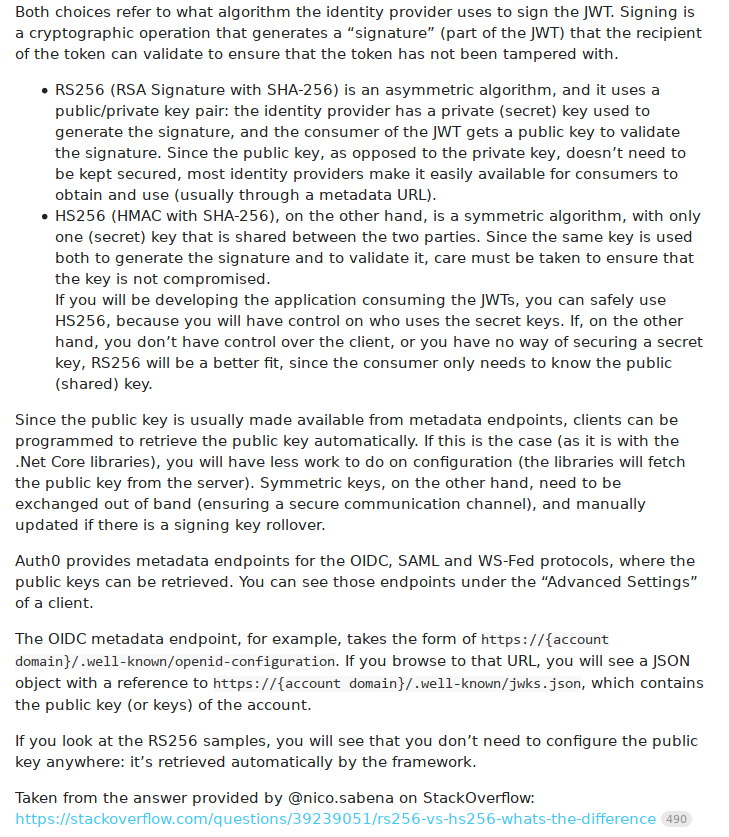 Both choices refer to what algorithm the identity provider uses to sign the JWT. Signing is
a cryptographic operation that generates a “signature” (part of the JWT) that the recipient
of the token can validate to ensure that the token has not been tampered with.
• RS256 (RSA Signature with SHA-256) is an asymmetric algorithm, and it uses a
public/private key pair: the identity provider has a private (secret) key used to
generate the signature, and the consumer of the JWT gets a public key to validate
the signature. Since the public key, as opposed to the private key, doesn’t need to
be kept secured, most identity providers make it easily available for consumers to
obtain and use (usually through a metadata URL).
• HS256 (HMAC with SHA-256), on the other hand, is a symmetric algorithm, with only
one (secret) key that is shared between the two parties. Since the same key is used
both to generate the signature and to validate it, care must be taken to ensure that
the key is not compromised.
If you will be developing the application consuming the JWTs, you can safely use
HS256, because you will have control on who uses the secret keys. If, on the other
hand, you don’t have control over the client, or you have no way of securing a secret
key, RS256 will be a better fit, since the consumer only needs to know the public
(shared) key.
Since the public key is usually made available from metadata endpoints, clients can be
programmed to retrieve the public key automatically. If this is the case (as it is with the
.Net Core libraries), you will have less work to do on configuration (the libraries will fetch
the public key from the server). Symmetric keys, on the other hand, need to be
exchanged out of band (ensuring a secure communication channel), and manually
updated if there is a signing key rollover.
Auth0 provides metadata endpoints for the OIDC, SAML and WS-Fed protocols, where the
public keys can be retrieved. You can see those endpoints under the “Advanced Settings”
of a client.
The OIDC metadata endpoint, for example, takes the form of https://{account
domain}/.well-known/openid-configuration. If you browse to that URL, you will see a JSON
object with a reference to https://{account domain}/.well-known/jwks.json, which contains
the public key (or keys) of the account.
If you look at the RS256 samples, you will see that you don’t need to configure the public
key anywhere: it’s retrieved automatically by the framework.
Taken from the answer provided by @nico.sabena on StackOverflow:
https://stackoverflow.com/questions/39239051/rs256-vs-hs256-whats-the-difference 490